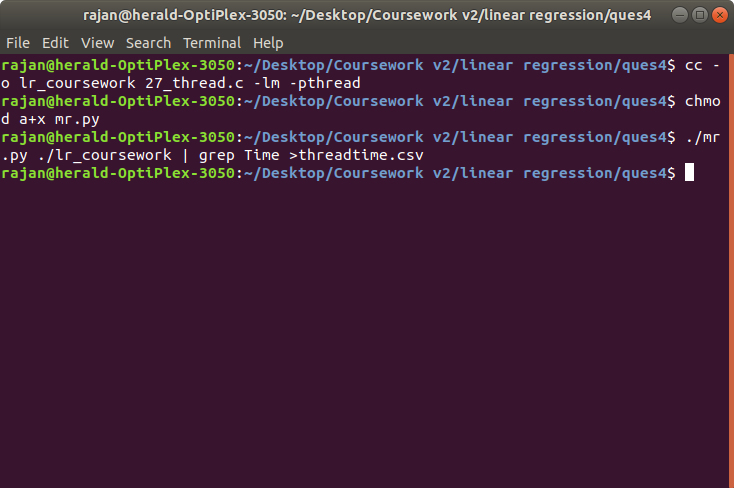 rajan@herald-OptiPlex-3050: ~/Desktop/Coursework v2/linear regression/ques4
File Edit View Search Terminal Help
rajan@herald-OptiPlex-3050:~/Desktop/Coursework v2/linear regression/ques4$ cc -
o lr_coursework 27_thread.c -lm -pthread
rajan@herald-OptiPlex-3050:~/Desktop/Coursework v2/linear regression/ques4$ chmo
d a+x mr.py
rajan@herald-OptiPlex-3050:~/Desktop/Coursework v2/linear regression/ques4$ ./mr
.py ./lr_coursework | grep Time >threadtime.csv
rajan@herald-OptiPlex-3050:~/Desktop/Coursework v2/linear regression/ques4$